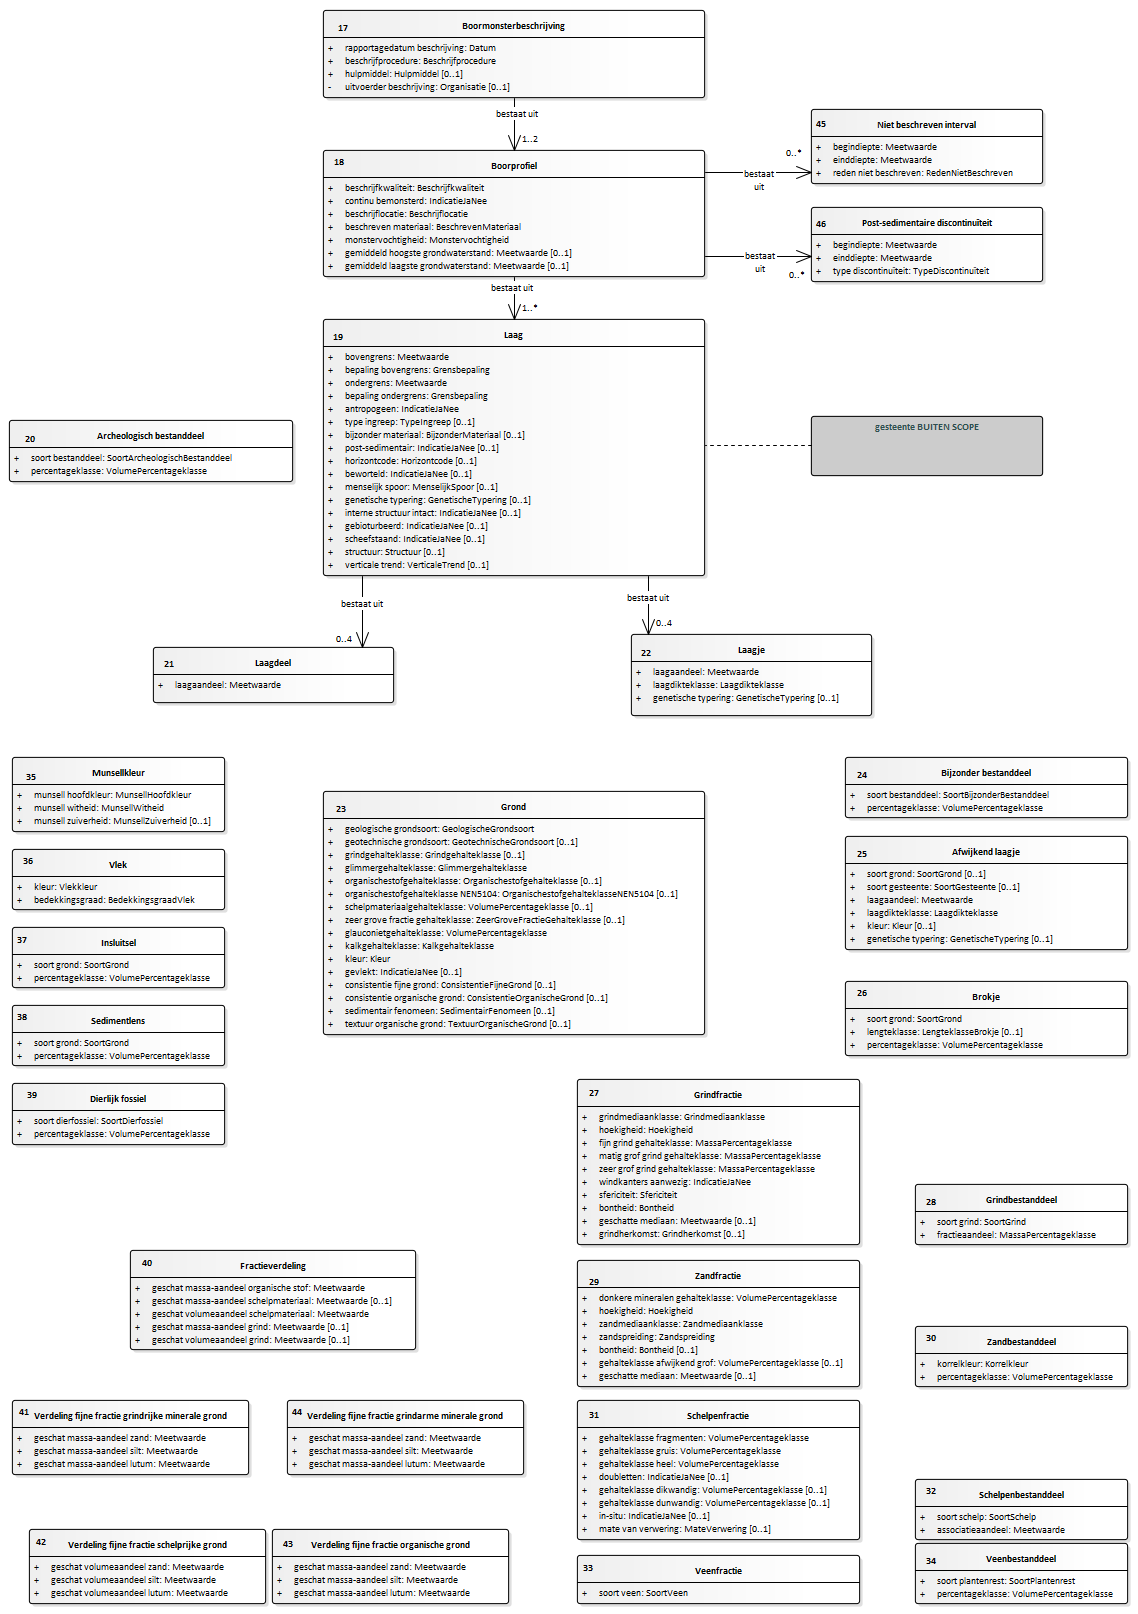 17 Boormonsterbeschrijving
+ rapportagedatum beschrijving: Datum
+ beschrijfprocedure: Beschrijfprocedure
+ hulpmiddel: Hulpmiddel [0..1]
- uitvoerder beschrijving: Organisatie [0..1]
bestaat uit
1..2
18 Boorprofiel
+ beschrijfkwaliteit: Beschrijfkwaliteit
+ continu bemonsterd: IndicatieJaNee
+ beschrijflocatie: Beschrijflocatie
+ beschreven materiaal: BeschrevenMateriaal
+ monstervochtigheid: Monstervochtigheid
+ gemiddeld hoogste grondwaterstand: Meetwaarde [0..1]
+ gemiddeld laagste grondwaterstand: Meetwaarde [0..1]
0..*
bestaat
uit
45 Niet beschreven interval
+ begindiepte: Meetwaarde
+ einddiepte: Meetwaarde
+ reden niet beschreven: RedenNietBeschreven
bestaat
uit
0..*
46 Post-sedimentaire discontinuïteit
+ begindiepte: Meetwaarde
+ einddiepte: Meetwaarde
+ type discontinuïteit: TypeDiscontinuïteit
bestaat uit
1..*
19 Laag
+ bovengrens: Meetwaarde
+ bepaling bovengrens: Grensbepaling
+ ondergrens: Meetwaarde
+ bepaling ondergrens: Grensbepaling
+ antropogeen: IndicatieJaNee
+ type ingreep: TypeIngreep [0..1]
+ bijzonder materiaal: BijzonderMateriaal [0..1]
+ post-sedimentair: IndicatieJaNee [0..1]
+ horizontcode: Horizontcode [0..1]
+ beworteld: IndicatieJaNee [0..1]
+ menselijk spoor: MenselijkSpoor [0..1]
+ genetische typering: GenetischeTypering [0..1]
+ interne structuur intact: IndicatieJaNee [0..1]
+ gebioturbeerd: IndicatieJaNee [0..1]
+ scheefstaand: IndicatieJaNee [0..1]
+ structuur: Structuur [0..1]
+ verticale trend: VerticaleTrend [0..1]
20 Archeologisch bestanddeel
+ soort bestanddeel: SoortArcheologischBestanddeel
+ percentageklasse: VolumePercentageklasse
gesteente BUITEN SCOPE
bestaat uit
0..4
bestaat uit
0..4
21 Laagdeel
+ laagaandeel: Meetwaarde
22 Laagje
+ laagaandeel: Meetwaarde
+ laagdikteklasse: Laagdikteklasse
+ genetische typering: GenetischeTypering [0..1]
35 Munsellkleur
+ munsell hoofdkleur: MunsellHoofdkleur
+ munsell witheid: MunsellWitheid
+ munsell zuiverheid: MunsellZuiverheid [0..1]
36 Vlek
+ kleur: Vlekkleur
+ bedekkingsgraad: BedekkingsgraadVlek
37 Insluitsel
+ soort grond: SoortGrond
+ percentageklasse: VolumePercentageklasse
38 Sedimentlens
+ soort grond: SoortGrond
+ percentageklasse: VolumePercentageklasse
39 Dierlijk fossiel
+ soort dierfossiel: SoortDierfossiel
+ percentageklasse: VolumePercentageklasse
23 Grond
+ geologische grondsoort: GeologischeGrondsoort
+ geotechnische grondsoort: GeotechnischeGrondsoort [0..1]
+ grindgehalteklasse: Grindgehalteklasse [0..1]
+ glimmergehalteklasse: Glimmergehalteklasse
+ organischestofgehalteklasse: Organischestofgehalteklasse [0..1]
+ organischestofgehalteklasse NEN5104: OrganischestofgehalteklasseNEN5104 [0..1]
+ schelpmateriaalgehalteklasse: VolumePercentageklasse [0..1]
+ zeer grove fractie gehalteklasse: ZeerGroveFractieGehalteklasse [0..1]
+ glauconietgehalteklasse: VolumePercentageklasse
+ kalkgehalteklasse: Kalkgehalteklasse
+ kleur: Kleur
+ gevlekt: IndicatieJaNee [0..1]
+ consistentie fijne grond: ConsistentieFijneGrond [0..1]
+ consistentie organische grond: ConsistentieOrganischeGrond [0..1]
+ sedimentair fenomeen: SedimentairFenomeen [0..1]
+ textuur organische grond: TextuurOrganischeGrond [0..1]
24 Bijzonder bestanddeel
+ soort bestanddeel: SoortBijzonderBestanddeel
+ percentageklasse: VolumePercentageklasse
25 Afwijkend laagje
+ soort grond: SoortGrond [0..1]
+ soort gesteente: SoortGesteente [0..1]
+ laagaandeel: Meetwaarde
+ laagdikteklasse: Laagdikteklasse
+ kleur: Kleur [0..1]
+ genetische typering: GenetischeTypering [0..1]
26 Brokje
+ soort grond: SoortGrond
+ lengteklasse: LengteklasseBrokje [0..1]
+ percentageklasse: VolumePercentageklasse
27 Grindfractie
+ grindmediaanklasse: Grindmediaanklasse
+ hoekigheid: Hoekigheid
+ fijn grind gehalteklasse: MassaPercentageklasse
+ matig grof grind gehalteklasse: MassaPercentageklasse
+ zeer grof grind gehalteklasse: MassaPercentageklasse
+ windkanters aanwezig: IndicatieJaNee
+ sfericiteit: Sfericiteit
+ bontheid: Bontheid
+ geschatte mediaan: Meetwaarde [0..1]
+ grindherkomst: Grindherkomst [0..1]
28 Grindbestanddeel
+ soort grind: SoortGrind
+ fractieaandeel: MassaPercentageklasse
40 Fractieverdeling
+ geschat massa-aandeel organische stof: Meetwaarde
+ geschat massa-aandeel schelpmateriaal: Meetwaarde [0..1]
+ geschat volumeaandeel schelpmateriaal: Meetwaarde
+ geschat massa-aandeel grind: Meetwaarde [0..1]
+ geschat volumeaandeel grind: Meetwaarde [0..1]
29 Zandfractie
+ donkere mineralen gehalteklasse: VolumePercentageklasse
+ hoekigheid: Hoekigheid
+ zandmediaanklasse: Zandmediaanklasse
+ zandspreiding: Zandspreiding
+ bontheid: Bontheid [0..1]
+ gehalteklasse afwijkend grof: VolumePercentageklasse [0..1]
+ geschatte mediaan: Meetwaarde [0..1]
30 Zandbestanddeel
+ korrelkleur: Korrelkleur
+ percentageklasse: VolumePercentageklasse
41 Verdeling fijne fractie grindrijke minerale grond
+ geschat massa-aandeel zand: Meetwaarde
+ geschat massa-aandeel silt: Meetwaarde
+ geschat massa-aandeel lutum: Meetwaarde
44 Verdeling fijne fractie grindarme minerale grond
+ geschat massa-aandeel zand: Meetwaarde
+ geschat massa-aandeel silt: Meetwaarde
+ geschat massa-aandeel lutum: Meetwaarde
31 Schelpenfractie
+ gehalteklasse fragmenten: VolumePercentageklasse
+ gehalteklasse gruis: VolumePercentageklasse
+ gehalteklasse heel: VolumePercentageklasse
+ doubletten: IndicatieJaNee [0..1]
+ gehalteklasse dikwandig: VolumePercentageklasse [0..1]
+ gehalteklasse dunwandig: VolumePercentageklasse [0..1]
+ in-situ: IndicatieJaNee [0..1]
+ mate van verwering: MateVerwering [0..1]
32 Schelpenbestanddeel
+ soort schelp: SoortSchelp
+ associatieaandeel: Meetwaarde
42 Verdeling fijne fractie schelprijke grond
+ geschat volumeaandeel zand: Meetwaarde
+ geschat volumeaandeel silt: Meetwaarde
+ geschat volumeaandeel lutum: Meetwaarde
43 Verdeling fijne fractie organische grond
+ geschat massa-aandeel zand: Meetwaarde
+ geschat massa-aandeel silt: Meetwaarde
+ geschat massa-aandeel lutum: Meetwaarde
33 Veenfractie
+ soort veen: SoortVeen
34 Veenbestanddeel
+ soort plantenrest: SoortPlantenrest
+ percentageklasse: VolumePercentageklasse